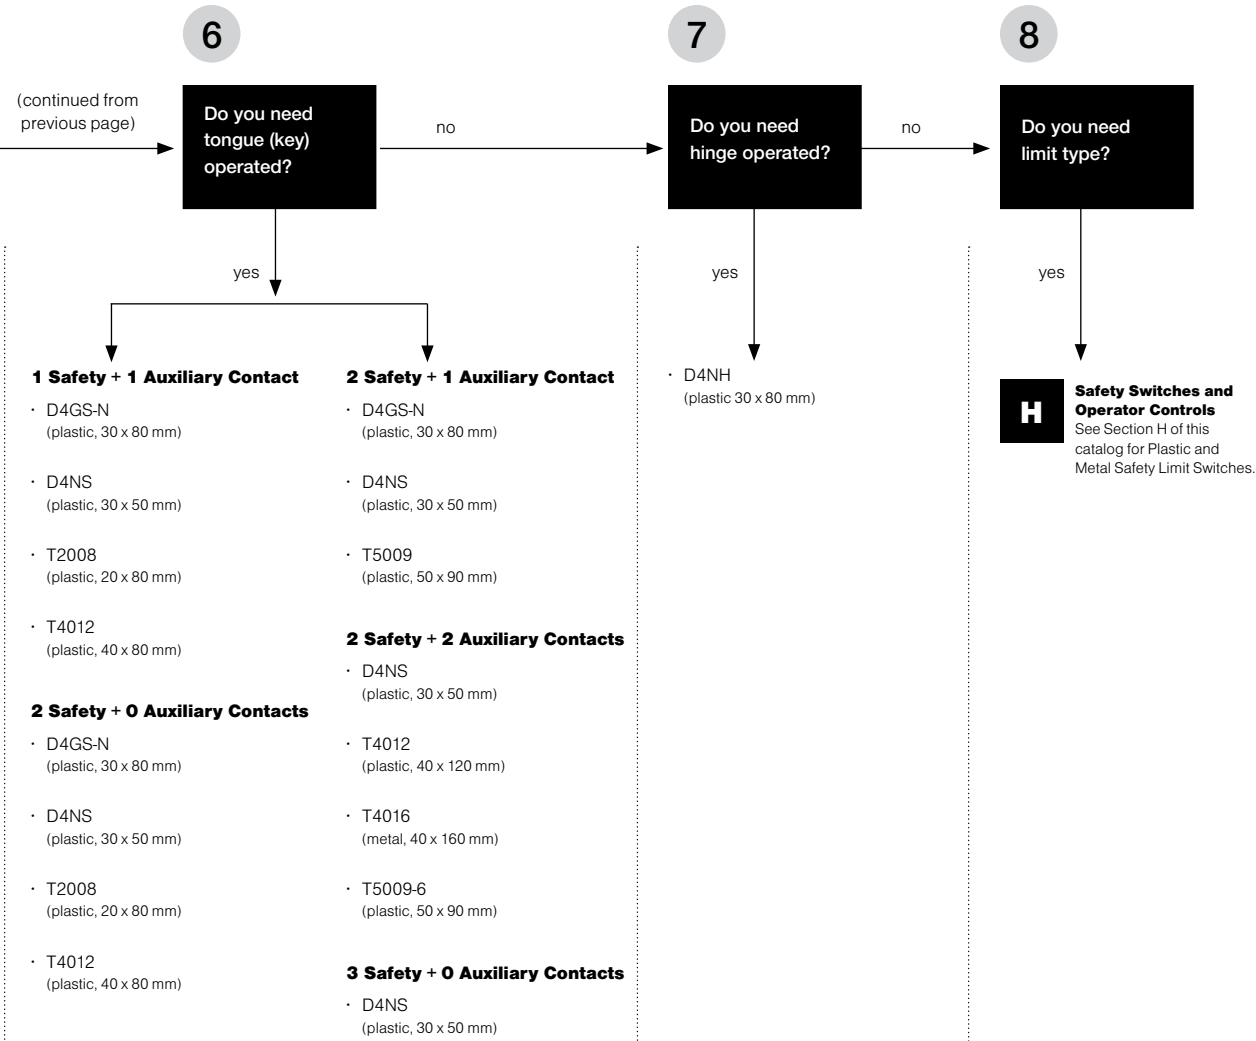 6
7
8
(continued from
previous page)
Do you need
tongue (key)
operated?
no
Do you need
hinge operated?
no
Do you need
limit type?
yes
yes
yes
1 Safety + 1 Auxiliary Contact
· D4GS-N
(plastic, 30 x 80 mm)
· D4NS
(plastic, 30 x 50 mm)
· T2008
(plastic, 20 x 80 mm)
· T4012
(plastic, 40 x 80 mm)
2 Safety + 0 Auxiliary Contacts
· D4GS-N
(plastic, 30 x 80 mm)
· D4NS
(plastic, 30 x 50 mm)
· T2008
(plastic, 20 x 80 mm)
· T4012
(plastic, 40 x 80 mm)
2 Safety + 1 Auxiliary Contact
· D4GS-N
(plastic, 30 x 80 mm)
· D4NS
(plastic, 30 x 50 mm)
· T5009
(plastic, 50 x 90 mm)
2 Safety + 2 Auxiliary Contacts
· D4NS
(plastic, 30 x 50 mm)
· T4012
(plastic, 40 x 120 mm)
· T4016
(metal, 40 x 160 mm)
· T5009-6
(plastic, 50 x 90 mm)
3 Safety + 0 Auxiliary Contacts
· D4NS
(plastic, 30 x 50 mm)
· D4NH
(plastic 30 x 80 mm)
H
Safety Switches and
Operator Controls
See Section H of this
catalog for Plastic and
Metal Safety Limit Switches.